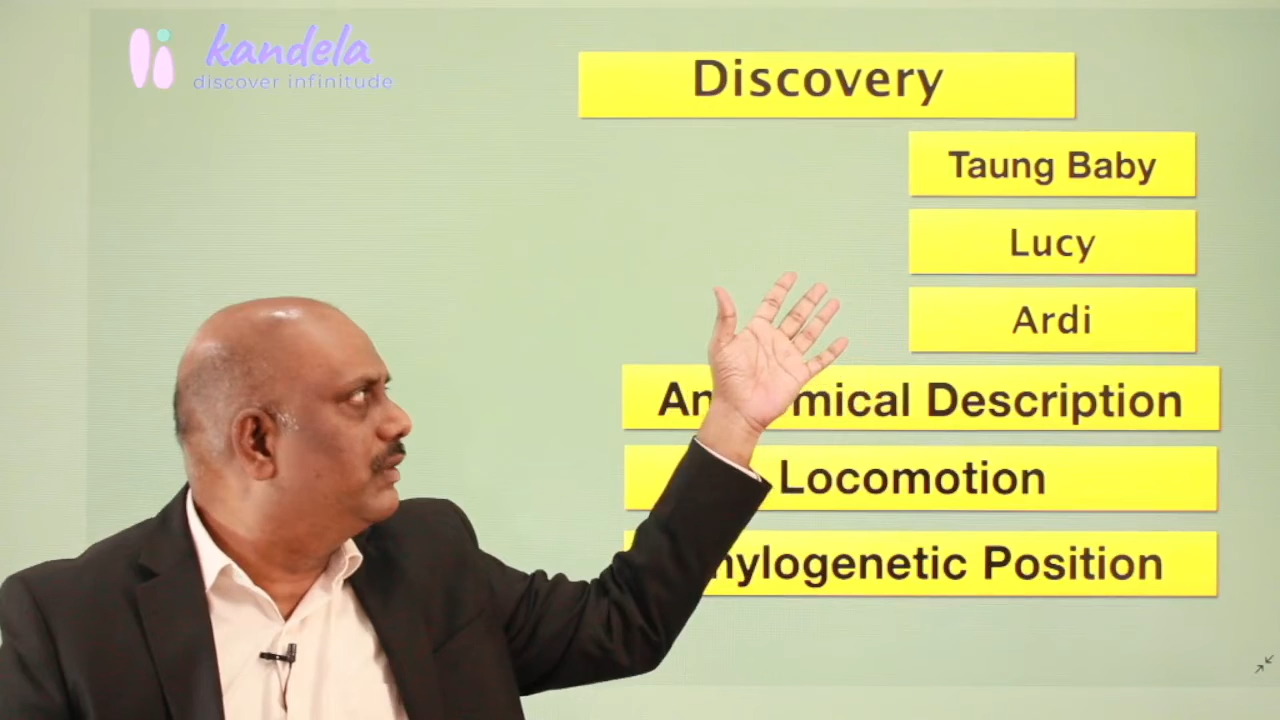 kandela
discover infinitude
Discovery
Taung Baby
Lucy
Ardi
Description
Locomotion
Position